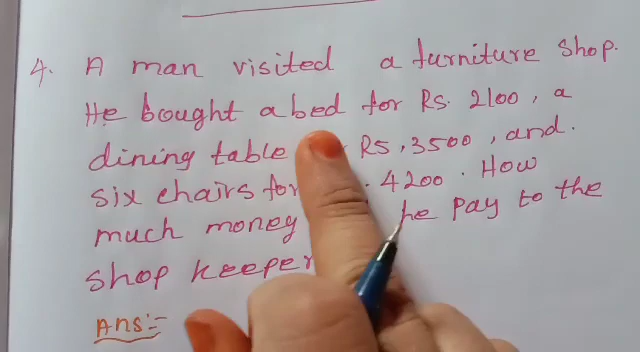 4. A man visited a furniture shop.
He bought a bed for Rs. 2100, a
dining table Rs. 3500, and.
six chairs for . 4200. How
much money he pay to the
shop keeper
Ans:-